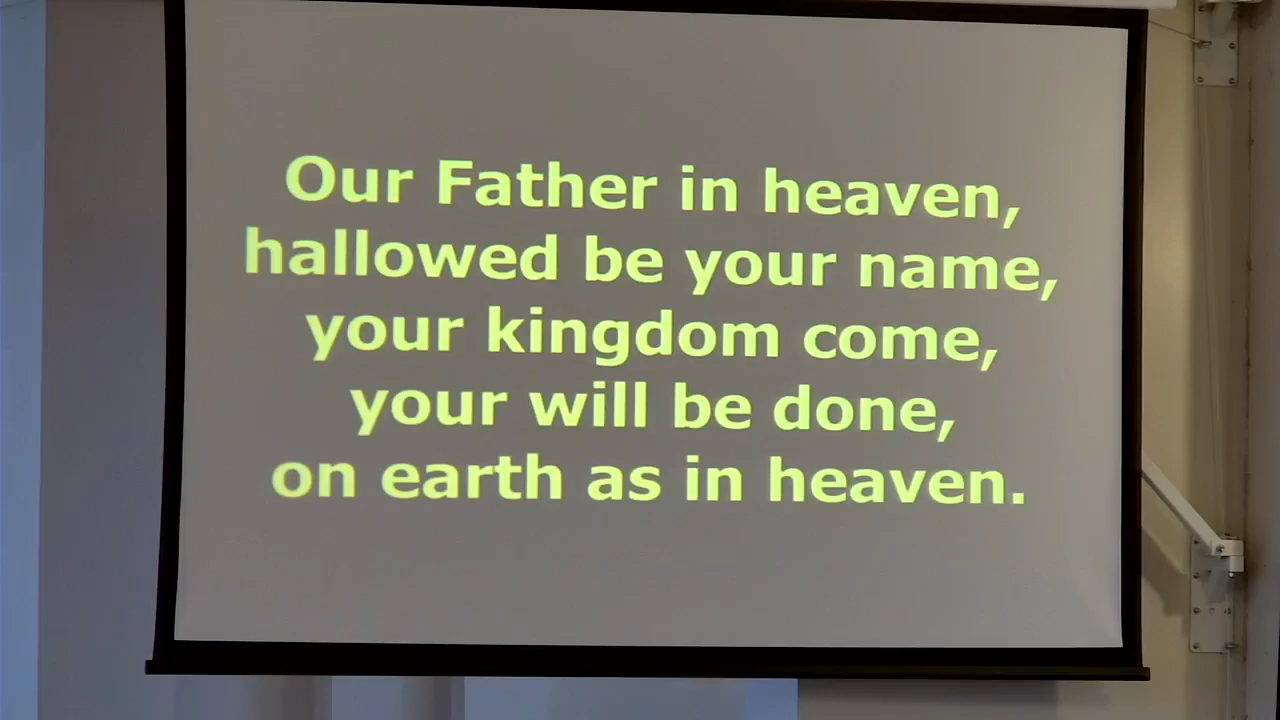 Our Father in heaven,
hallowed be your name,
your kingdom come,
your will be done,
on earth as in heaven.